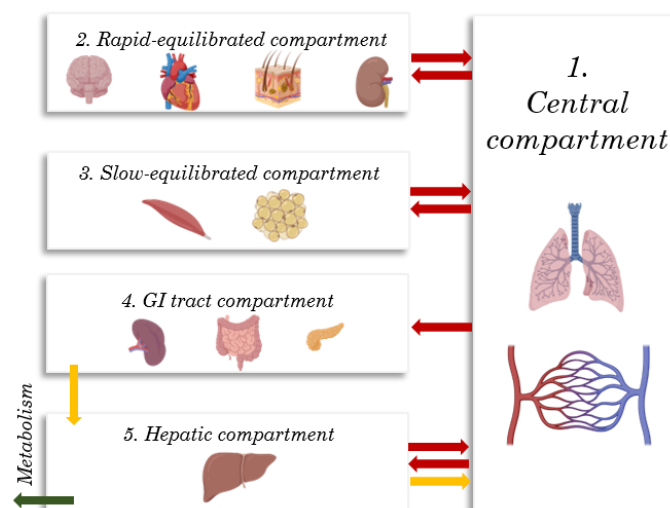 2. Rapid-equilibrated compartment
1.
Central
compartment
3. Slow-equilibrated compartment
4. GI tract compartment
Metabolism
5. Hepatic compartment